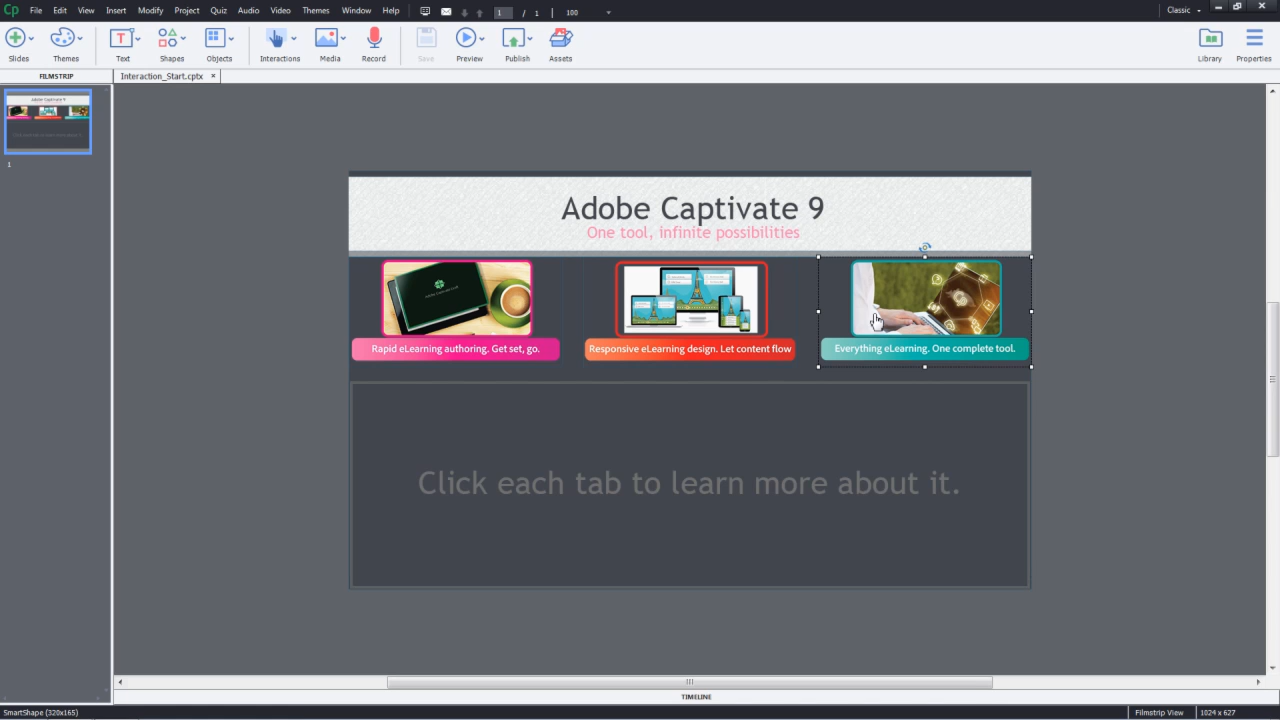 Cp File Edit View Insert Modify Project Quiz Audio Video Themes Window Help 1 / 1 100 Classic
Slides Themes Text Shapes Objects Interactions Media Record Save Preview Publish Assets Library Properties
FILMSTRIP Interaction_Start.cptx ×
Adobe Captivate 9
1
Adobe Captivate 9
One tool, infinite possibilities
Rapid eLearning authoring. Get set, go.
Responsive eLearning design. Let content flow
Everything eLearning. One complete tool.
Click each tab to learn more about it.
TIMELINE
SmartShape (320x165) Filmstrip View 1024 x 627